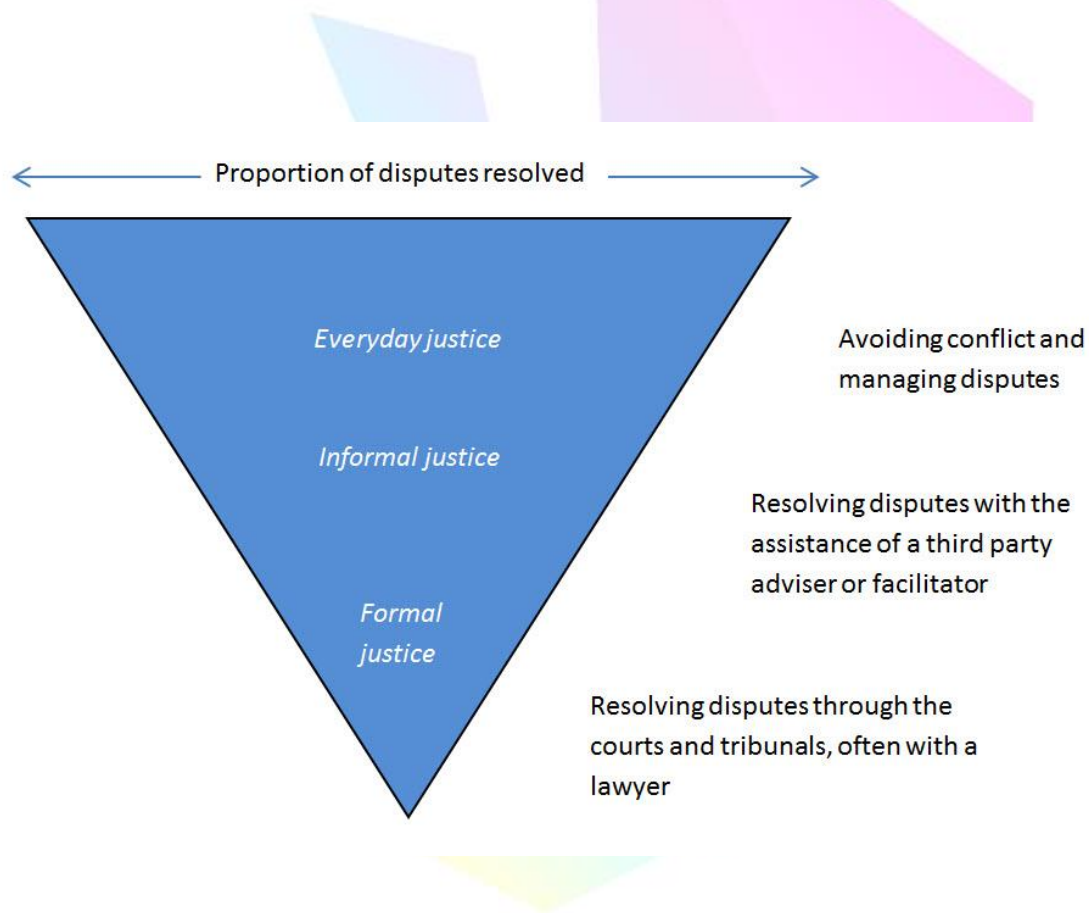 Proportion of disputes resolved
Everyday justice
Avoiding conflict and
managing disputes
Informal justice
Resolving disputes with the
assistance of a third party
adviser or facilitator
Formal
justice
Resolving disputes through the
courts and tribunals, often with a
lawyer